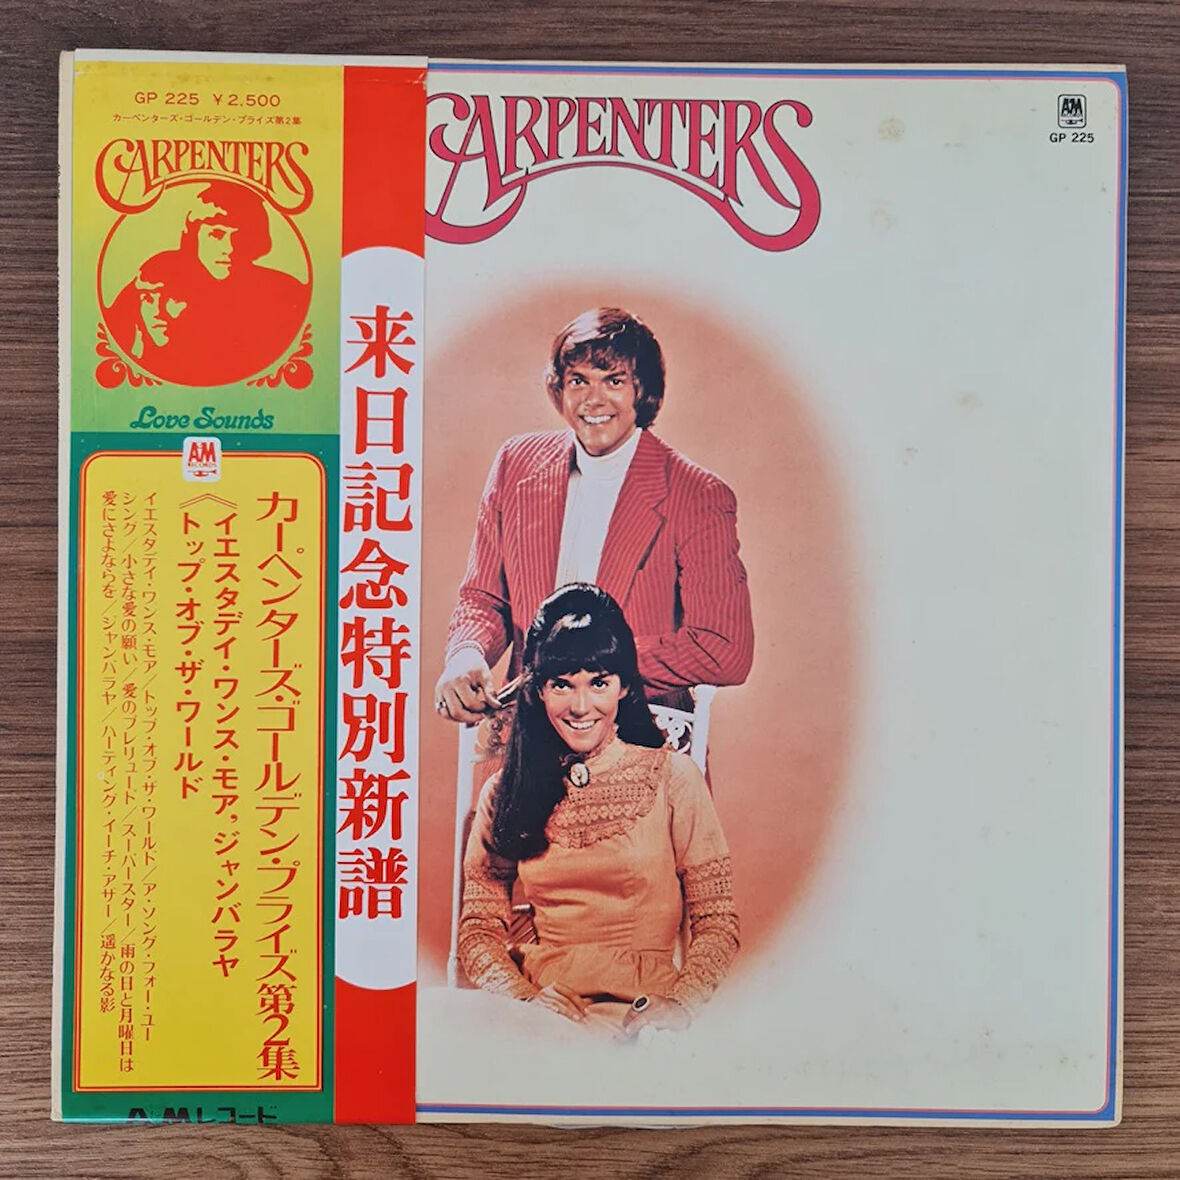 GP 225 ¥2,500
カーペンターズ・ゴールデン・プライズ第2集
CARPENTERS
Love Sounds
A&M
RECORDS
カーペンターズ・ゴールデン・プライズ第2集
《イエスタデイ・ワンス・モア,ジャンバラヤ
トップ・オブ・ザ・ワールド
イエスタデイ・ワンス・モア/トップ・オブ・ザ・ワールト/ア・ソング・フォー・ユー
シング/小さな愛の願い/愛のプレリュート/スーパースター/雨の日と月曜日は
愛にさよならを/ジャンバラヤ/ハーティング・イーチ・アザー/遥かなる影
A&Mレコード
来日記念特別新譜
CARPENTERS
A&M
GP 225